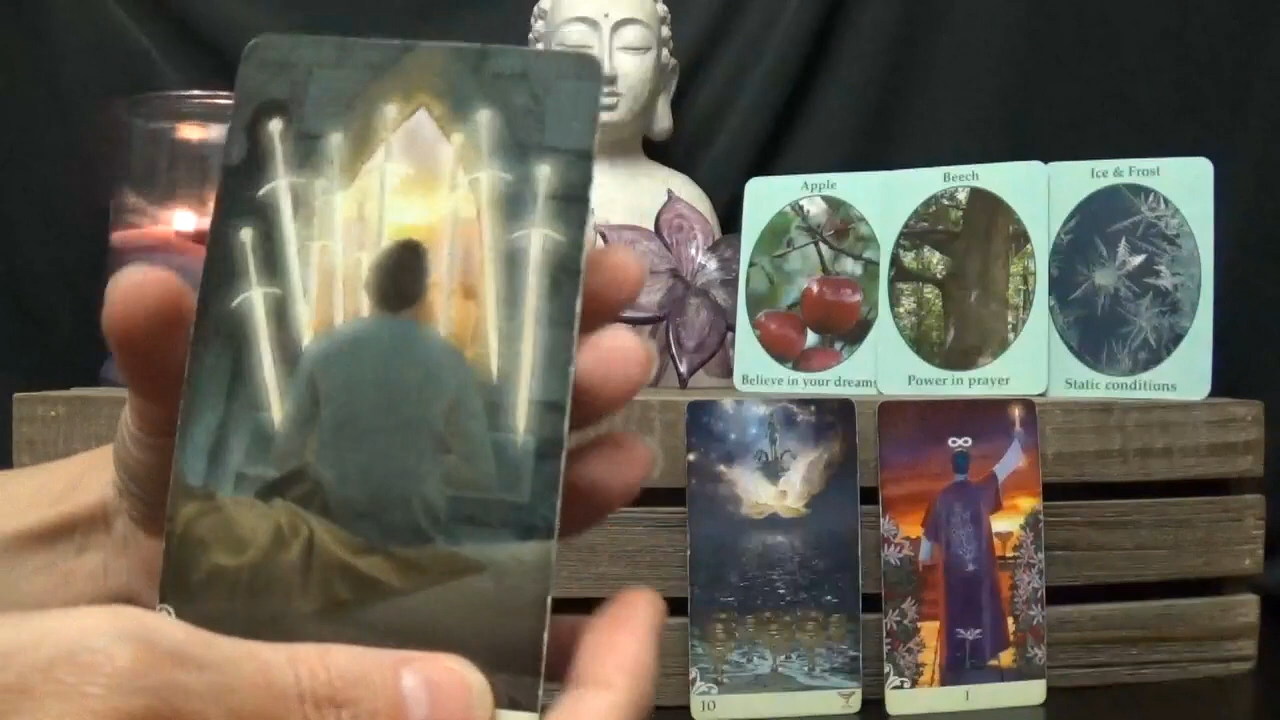 Apple
Believe in your dreams
Beech
Power in prayer
Ice & Frost
Static conditions
10
I